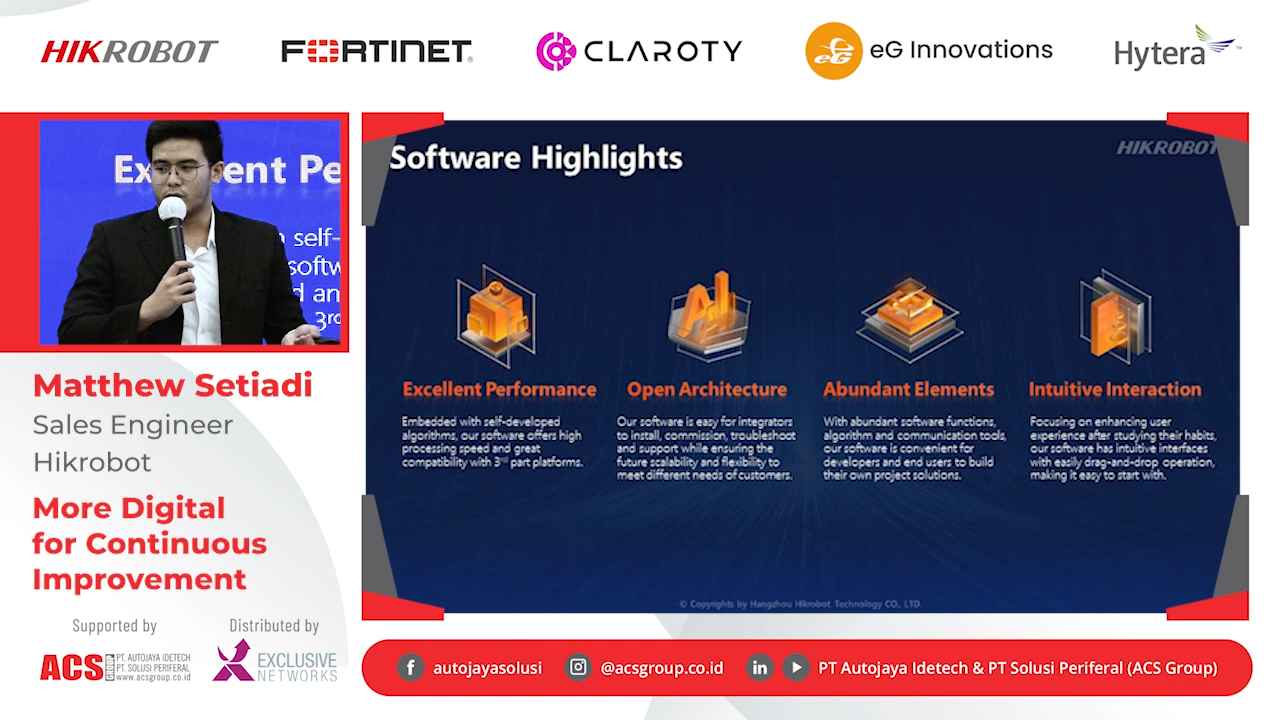 HIKROBOT
FORTINET
CLAROTY
eG eG Innovations
Hytera
Software Highlights
HIKROBOT
Excellent Performance
Embedded with self-developed
algorithms, our software offers high
processing speed and great
compatibility with 3rd part platforms.
Open Architecture
Our software is easy for integrators
to install, commission, troubleshoot
and support while ensuring the
future scalability and flexibility to
meet different needs of customers.
Abundant Elements
With abundant software functions,
algorithm and communication tools,
our software is convenient for
developers and end users to build
their own project solutions.
Intuitive Interaction
Focusing on enhancing user
experience after studying their habits,
our software has intuitive interfaces
with easily drag-and-drop operation,
making it easy to start with.
© Copyrights by Hangzhou Hikrobot Technology CO., LTD.
Ex ent Pe
self-
softw
d an
3rd
Matthew Setiadi
Sales Engineer
Hikrobot
More Digital
for Continuous
Improvement
Supported by
ACS
PT. AUTOJAYA IDETECH
PT. SOLUSI PERIFERAL
www.acsgroup.co.id
Distributed by
EXCLUSIVE
NETWORKS
autojayasolusi
@acsgroup.co.id
PT Autojaya Idetech & PT Solusi Periferal (ACS Group)